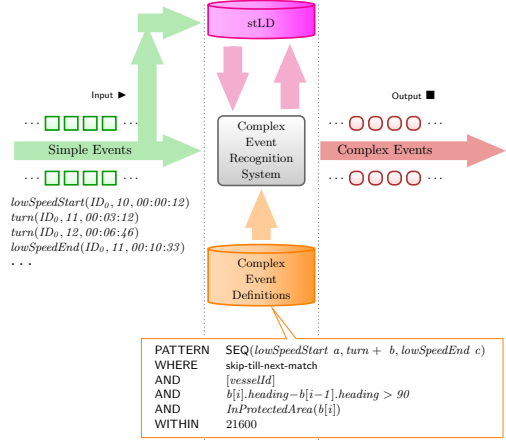 stLD
Input ▶
Output ■
· · ·
· · ·
· · ·
· · ·
Simple Events
Complex
Event
Recognition
System
Complex Events
· · ·
· · ·
· · ·
· · ·
lowSpeedStart(ID₀, 10, 00:00:12)
turn(ID₀, 11, 00:03:12)
turn(ID₀, 12, 00:06:46)
lowSpeedEnd(ID₀, 11, 00:10:33)
. . .
Complex
Event
Definitions
PATTERN SEQ(lowSpeedStart a, turn+ b, lowSpeedEnd c)
WHERE skip-till-next-match
AND [vesselId]
AND b[i].heading−b[i−1].heading > 90
AND InProtectedArea(b[i])
WITHIN 21600